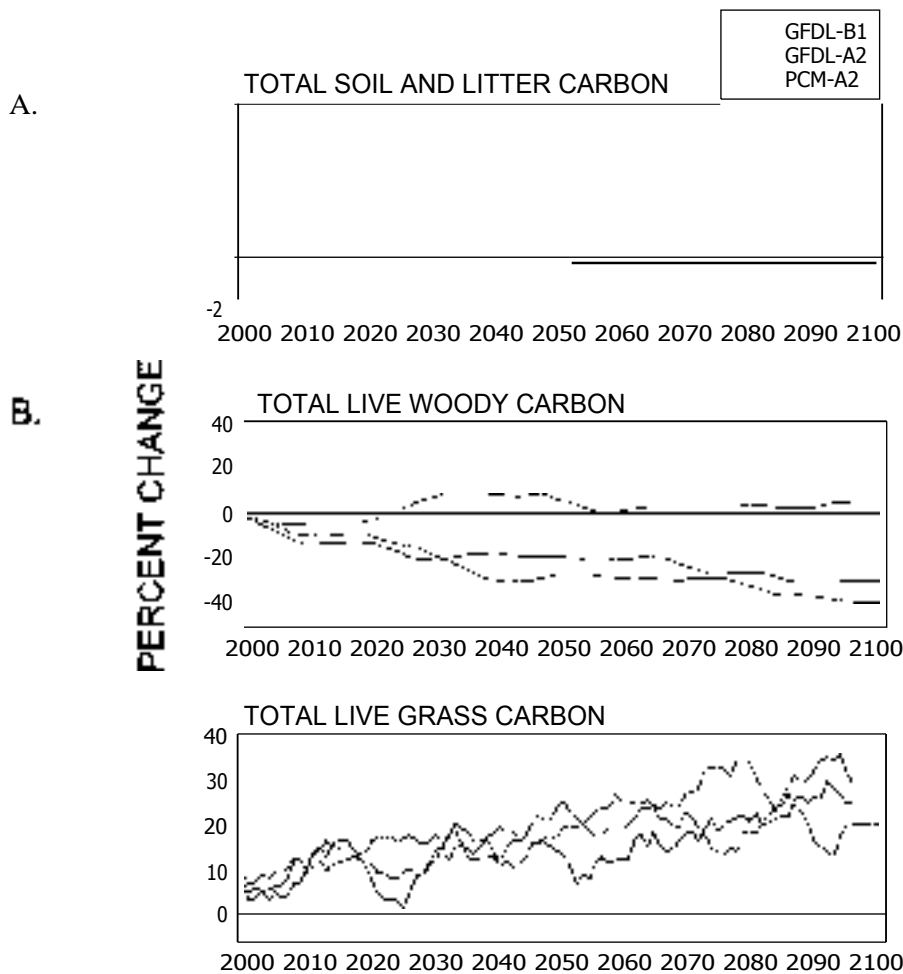 GFDL-B1
GFDL-A2
PCM-A2
TOTAL SOIL AND LITTER CARBON
A.
-2
2000 2010 2020 2030 2040 2050 2060 2070 2080 2090 2100
PERCENT CHANGE
B.
TOTAL LIVE WOODY CARBON
40
20
0
-20
-40
2000 2010 2020 2030 2040 2050 2060 2070 2080 2090 2100
TOTAL LIVE GRASS CARBON
40
30
20
10
0
2000 2010 2020 2030 2040 2050 2060 2070 2080 2090 2100